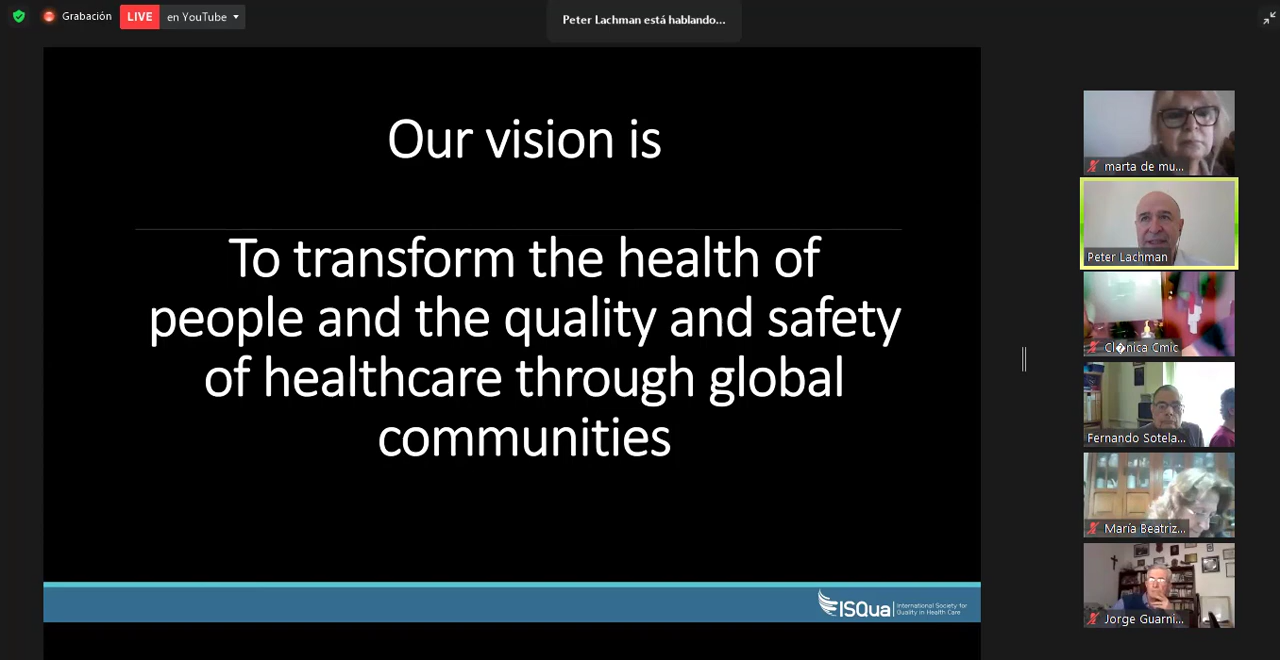 Grabación
LIVE
en YouTube
Peter Lachman está hablando...
Our vision is
To transform the health of
people and the quality and safety
of healthcare through global
communities
ISQua
International Society for
Quality in Health Care
marta de mu...
Peter Lachman
Cl�nica Cmic
Fernando Sotela...
María Beatriz...
Jorge Guarni...